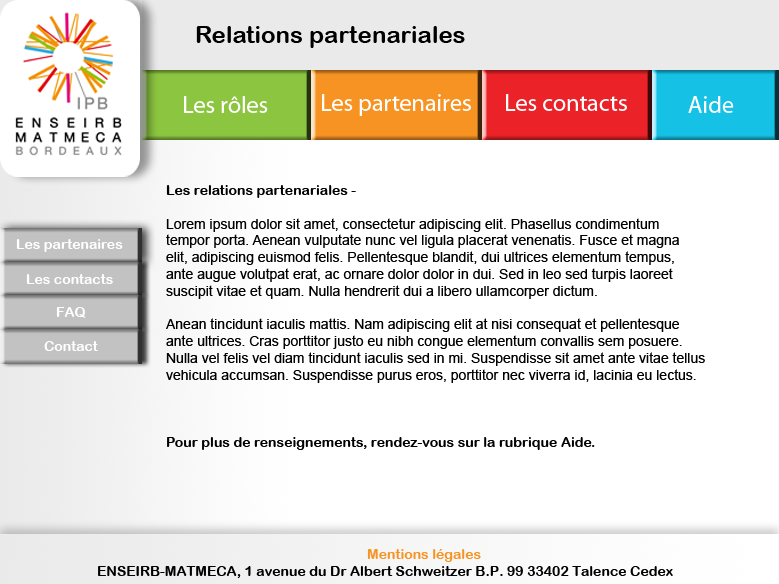 Relations partenariales
IPB
ENSEIRB
MATMECA
BORDEAUX
Les rôles
Les partenaires
Les contacts
Aide
Les partenaires
Les contacts
FAQ
Contact
Les relations partenariales -
Lorem ipsum dolor sit amet, consectetur adipiscing elit. Phasellus condimentum
tempor porta. Aenean vulputate nunc vel ligula placerat venenatis. Fusce et magna
elit, adipiscing euismod felis. Pellentesque blandit, dui ultrices elementum tempus,
ante augue volutpat erat, ac ornare dolor dolor in dui. Sed in leo sed turpis laoreet
suscipit vitae et quam. Nulla hendrerit dui a libero ullamcorper dictum.
Anean tincidunt iaculis mattis. Nam adipiscing elit at nisi consequat et pellentesque
ante ultrices. Cras porttitor justo eu nibh congue elementum convallis sem posuere.
Nulla vel felis vel diam tincidunt iaculis sed in mi. Suspendisse sit amet ante vitae tellus
vehicula accumsan. Suspendisse purus eros, porttitor nec viverra id, lacinia eu lectus.
Pour plus de renseignements, rendez-vous sur la rubrique Aide.
Mentions légales
ENSEIRB-MATMECA, 1 avenue du Dr Albert Schweitzer B.P. 99 33402 Talence Cedex